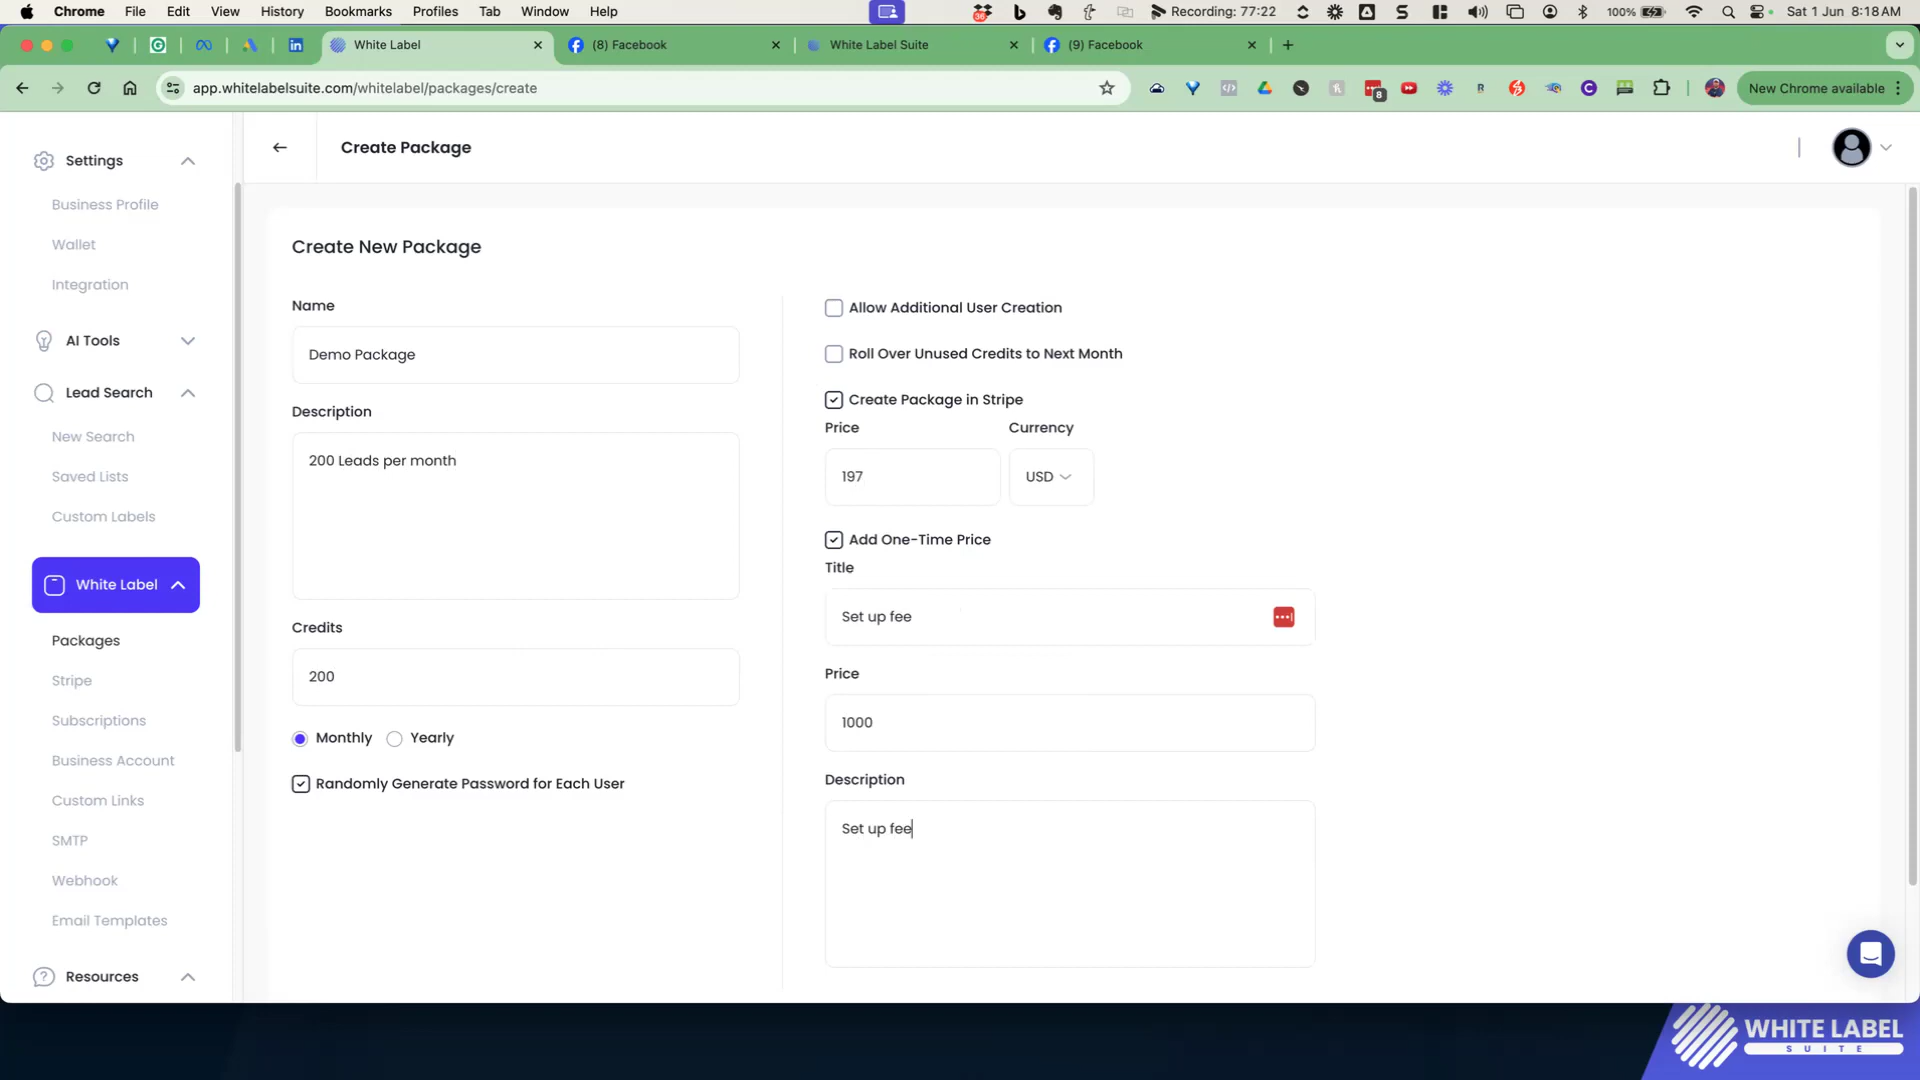 Chrome File Edit View History Bookmarks Profiles Tab Window Help
36
Recording: 77:22
100%
Sat 1 Jun 8:18 AM
White Label
(8) Facebook
White Label Suite
(9) Facebook
app.whitelabelsuite.com/whitelabel/packages/create
8
New Chrome available
Settings
Business Profile
Wallet
Integration
AI Tools
Lead Search
New Search
Saved Lists
Custom Labels
White Label
Packages
Stripe
Subscriptions
Business Account
Custom Links
SMTP
Webhook
Email Templates
Resources
Create Package
Create New Package
Name
Demo Package
Description
200 Leads per month
Credits
200
Monthly Yearly
Randomly Generate Password for Each User
Allow Additional User Creation
Roll Over Unused Credits to Next Month
Create Package in Stripe
Price Currency
197 USD
Add One-Time Price
Title
Set up fee
Price
1000
Description
Set up fee
WHITE LABEL
SUITE